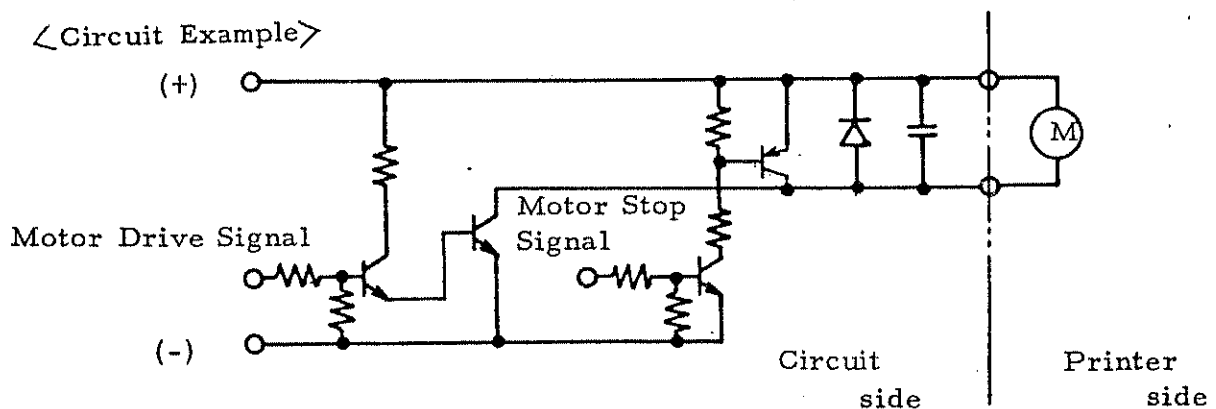 <Circuit Example>
(+)
M
Motor Drive Signal
Motor Stop
Signal
(-)
Circuit
side
Printer
side